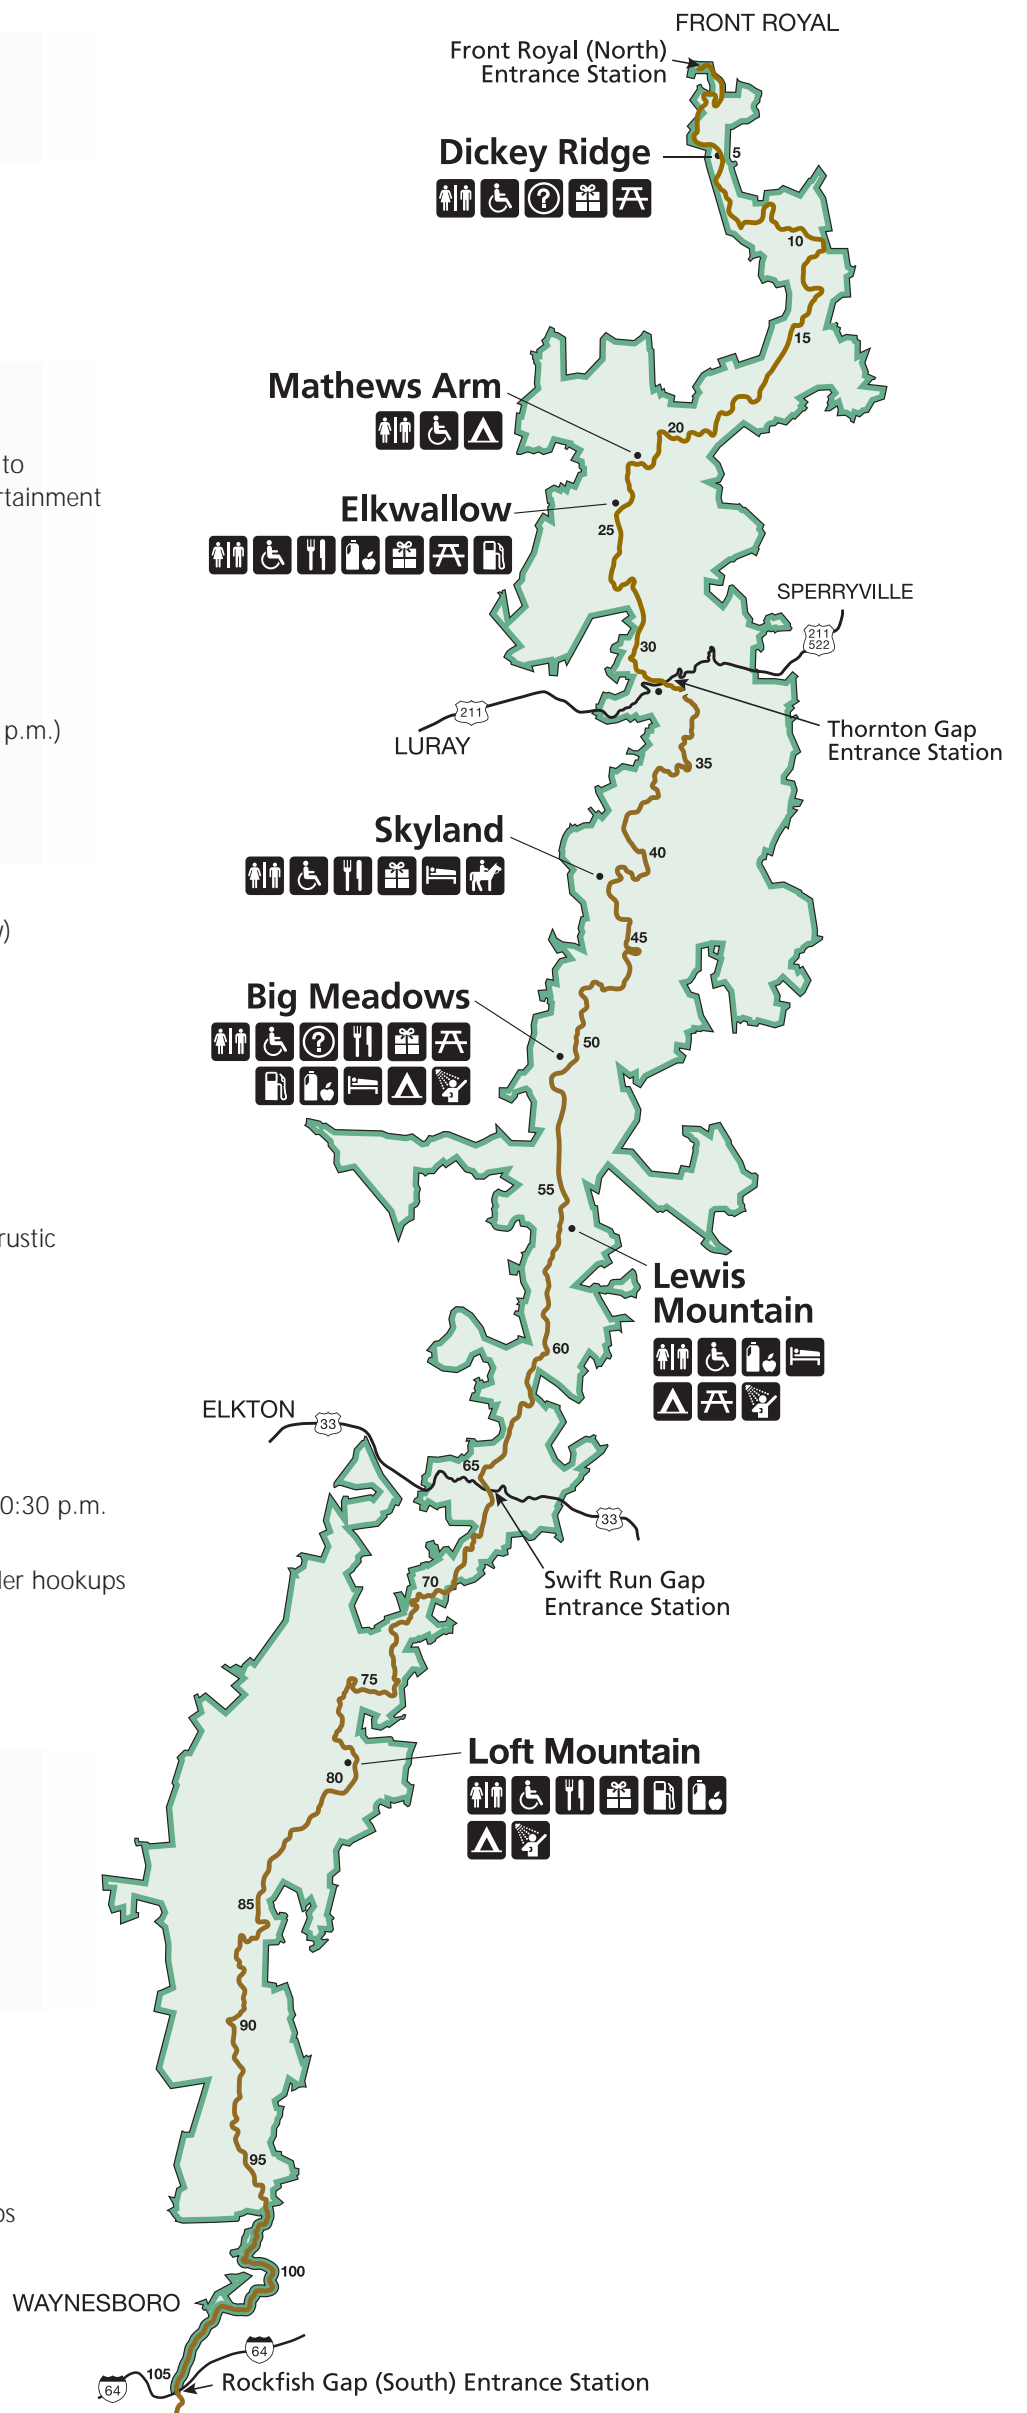 FRONT ROYAL
Front Royal (North)
Entrance Station
Dickey Ridge
5
10
15
Mathews Arm
20
to
rtainment
Elkwallow
25
SPERRYVILLE
211
522
30
211
p.m.)
LURAY
Thornton Gap
Entrance Station
35
Skyland
40
45
Big Meadows
50
55
rustic
Lewis
Mountain
60
ELKTON
33
65
0:30 p.m.
33
ler hookups
70
Swift Run Gap
Entrance Station
75
Loft Mountain
80
85
90
95
100
WAYNESBORO
64
105
64
Rockfish Gap (South) Entrance Station